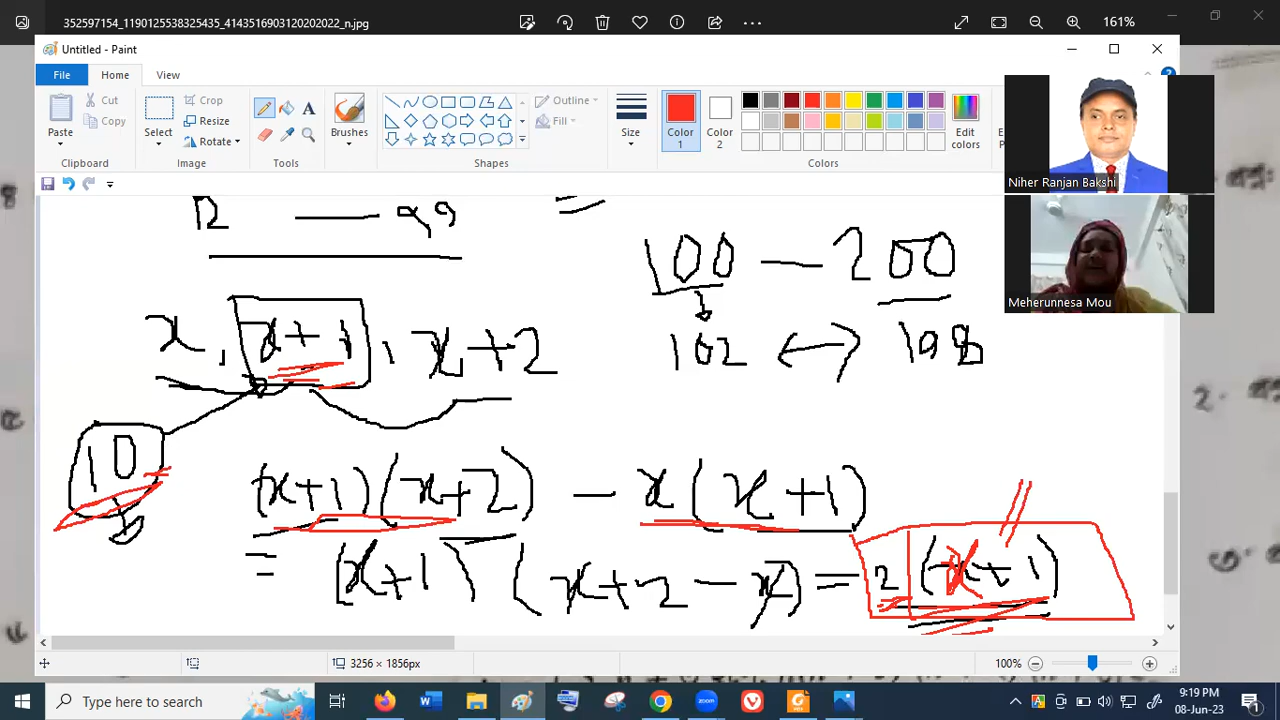 352597154_1190125538325435_4143516903120202022_n.jpg
161%
Untitled - Paint
File
Home
View
Paste
Cut
Copy
Clipboard
Select
Crop
Resize
Rotate
Image
Tools
Brushes
Shapes
Outline
Fill
Size
Color 1
Color 2
Edit colors
Colors
Niher Ranjan Bakshi
Meherunnesa Mou
12 — ९९
100 — 200
102 ↔ 198
x, x+1, x+2
10
(x+1)(x+2) — x(x+1)
= (x+1)(x+2-x) = 2(x+1)
3256 × 1856px
100%
Type here to search
9:19 PM
08-Jun-23